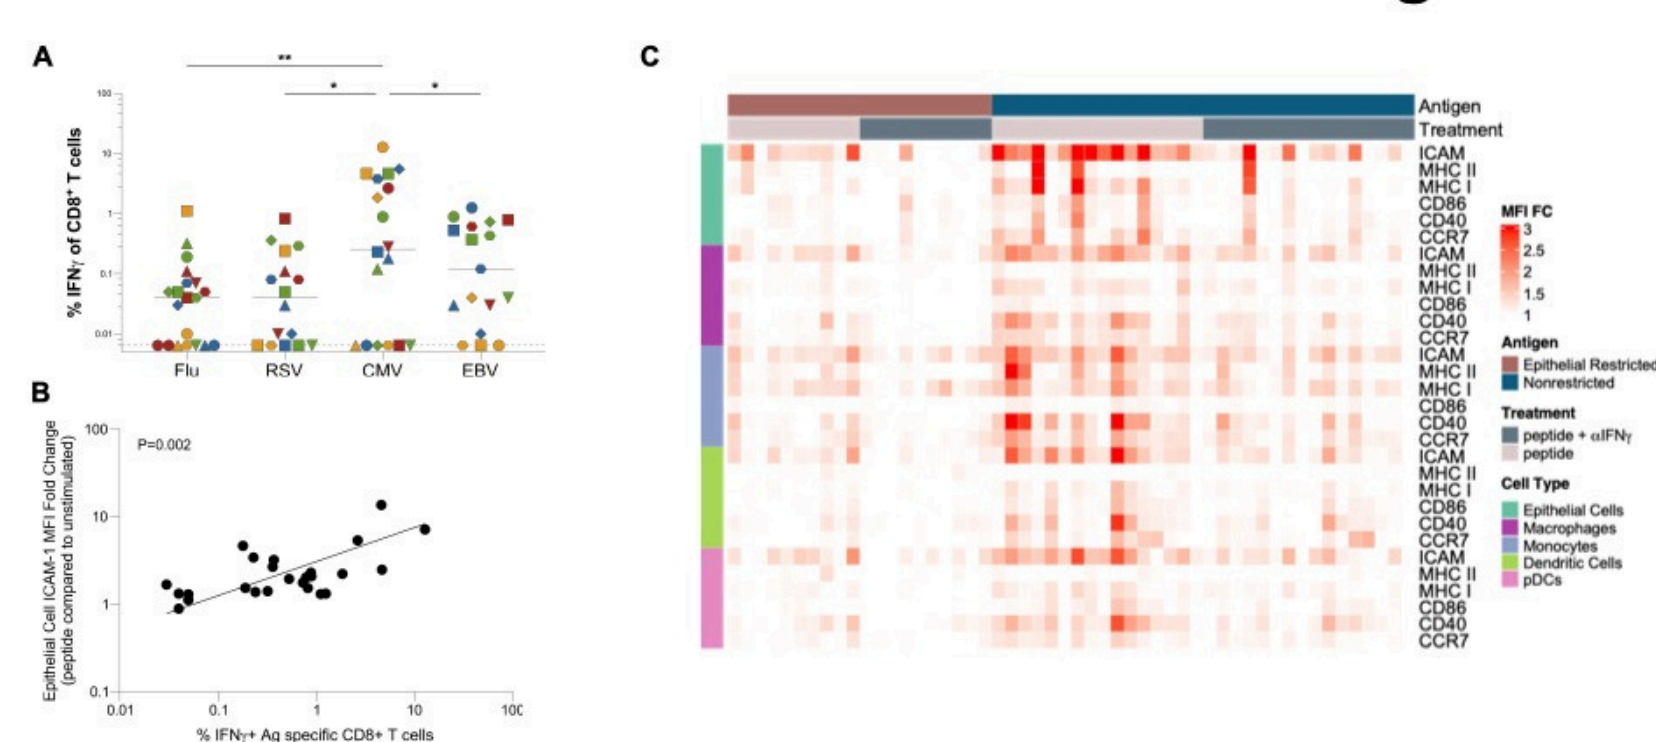 A
**
*
*
100
10
1
0.1
0.01
% IFNγ of CD8+ T cells
Flu
RSV
CMV
EBV
B
P=0.002
100
10
1
0.1
0.01
0.1
1
10
100
Epithelial Cell ICAM-1 MFI Fold Change
(peptide compared to unstimulated)
% IFNγ+ Ag specific CD8+ T cells
C
Antigen
Treatment
ICAM
MHC II
MHC I
CD86
CD40
CCR7
ICAM
MHC II
MHC I
CD86
CD40
CCR7
ICAM
MHC II
MHC I
CD86
CD40
CCR7
ICAM
MHC II
MHC I
CD86
CD40
CCR7
ICAM
MHC II
MHC I
CD86
CD40
CCR7
MFI FC
3
2.5
2
1.5
1
Antigen
Epithelial Restricted
Nonrestricted
Treatment
peptide + αIFNγ
peptide
Cell Type
Epithelial Cells
Macrophages
Monocytes
Dendritic Cells
pDCs